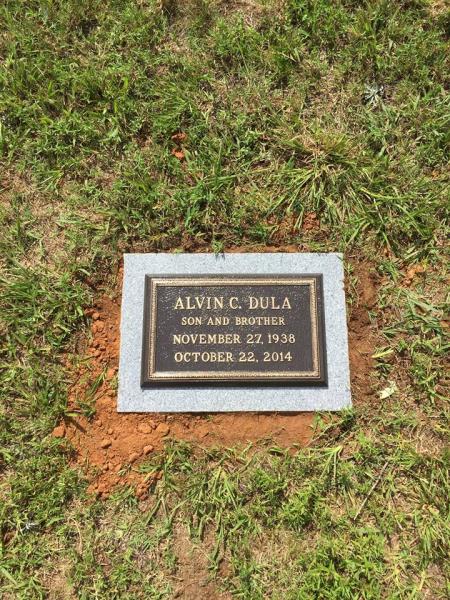 ALVIN C. DULA
SON AND BROTHER
NOVEMBER 27, 1938
OCTOBER 22, 2014